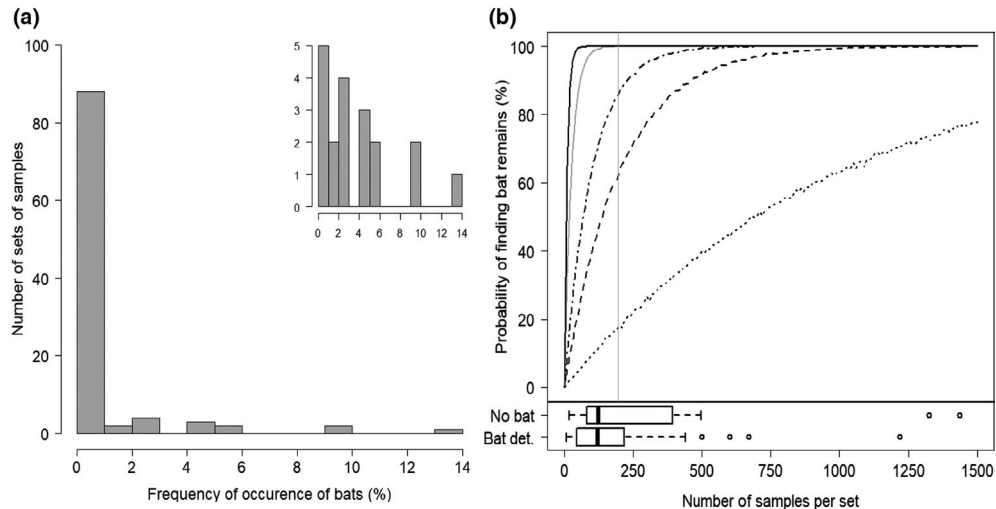 (a)
100
80
60
40
20
0
Number of sets of samples
0 2 4 6 8 10 12 14
Frequency of occurence of bats (%)
5
4
3
2
1
0
0 2 4 6 8 10 12 14
(b)
100
80
60
40
20
0
Probability of finding bat remains (%)
No bat
Bat det.
0 250 500 750 1000 1250 1500
Number of samples per set